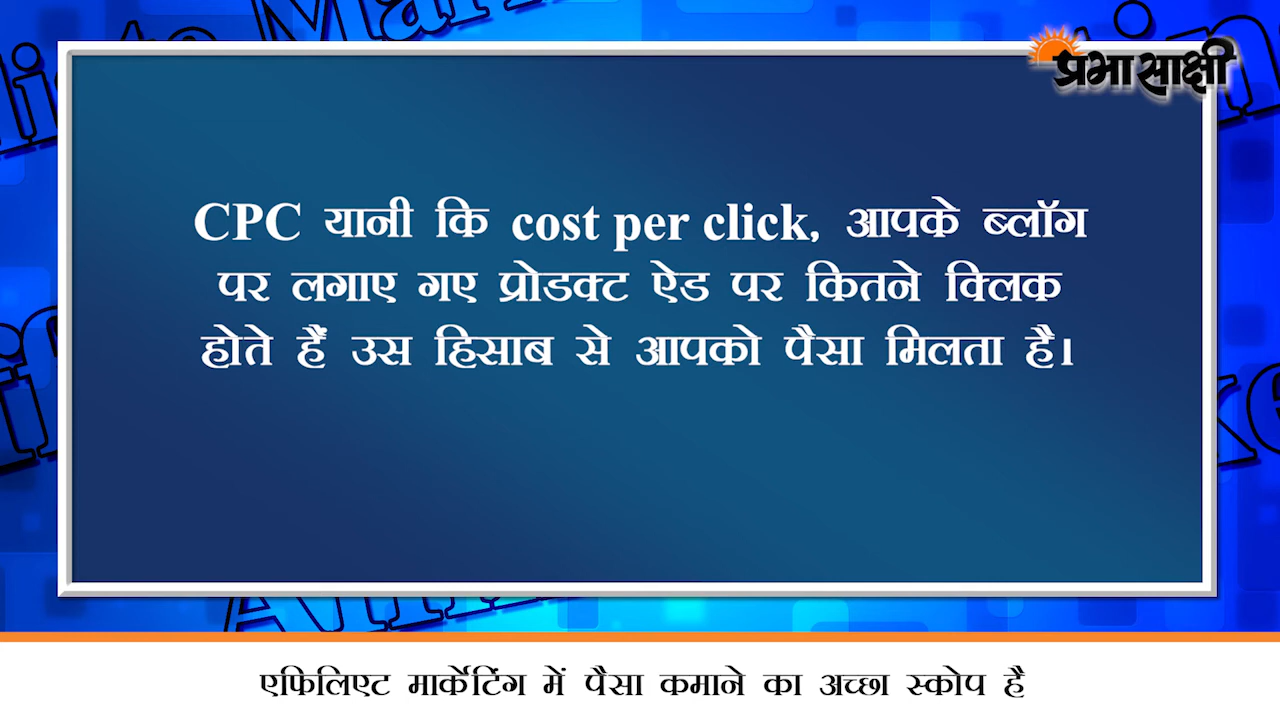 प्रभासाक्षी
CPC यानी कि cost per click, आपके ब्लॉग
पर लगाए गए प्रोडक्ट ऐड पर कितने क्लिक
होते हैं उस हिसाब से आपको पैसा मिलता है।
एफिलिएट मार्केटिंग में पैसा कमाने का अच्छा स्कोप है